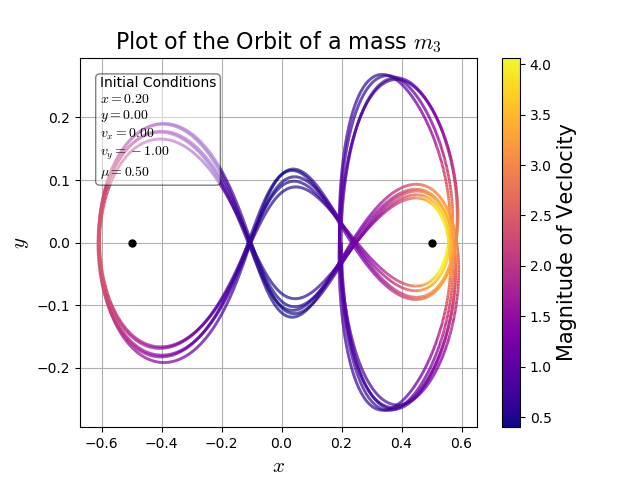 Plot of the Orbit of a mass m₃
Initial Conditions
x = 0.20
y = 0.00
vₓ = 0.00
v_y = −1.00
μ = 0.50
0.2
0.1
0.0
−0.1
−0.2
y
−0.6
−0.4
−0.2
0.0
0.2
0.4
0.6
x
4.0
3.5
3.0
2.5
2.0
1.5
1.0
0.5
Magnitude of Veclocity